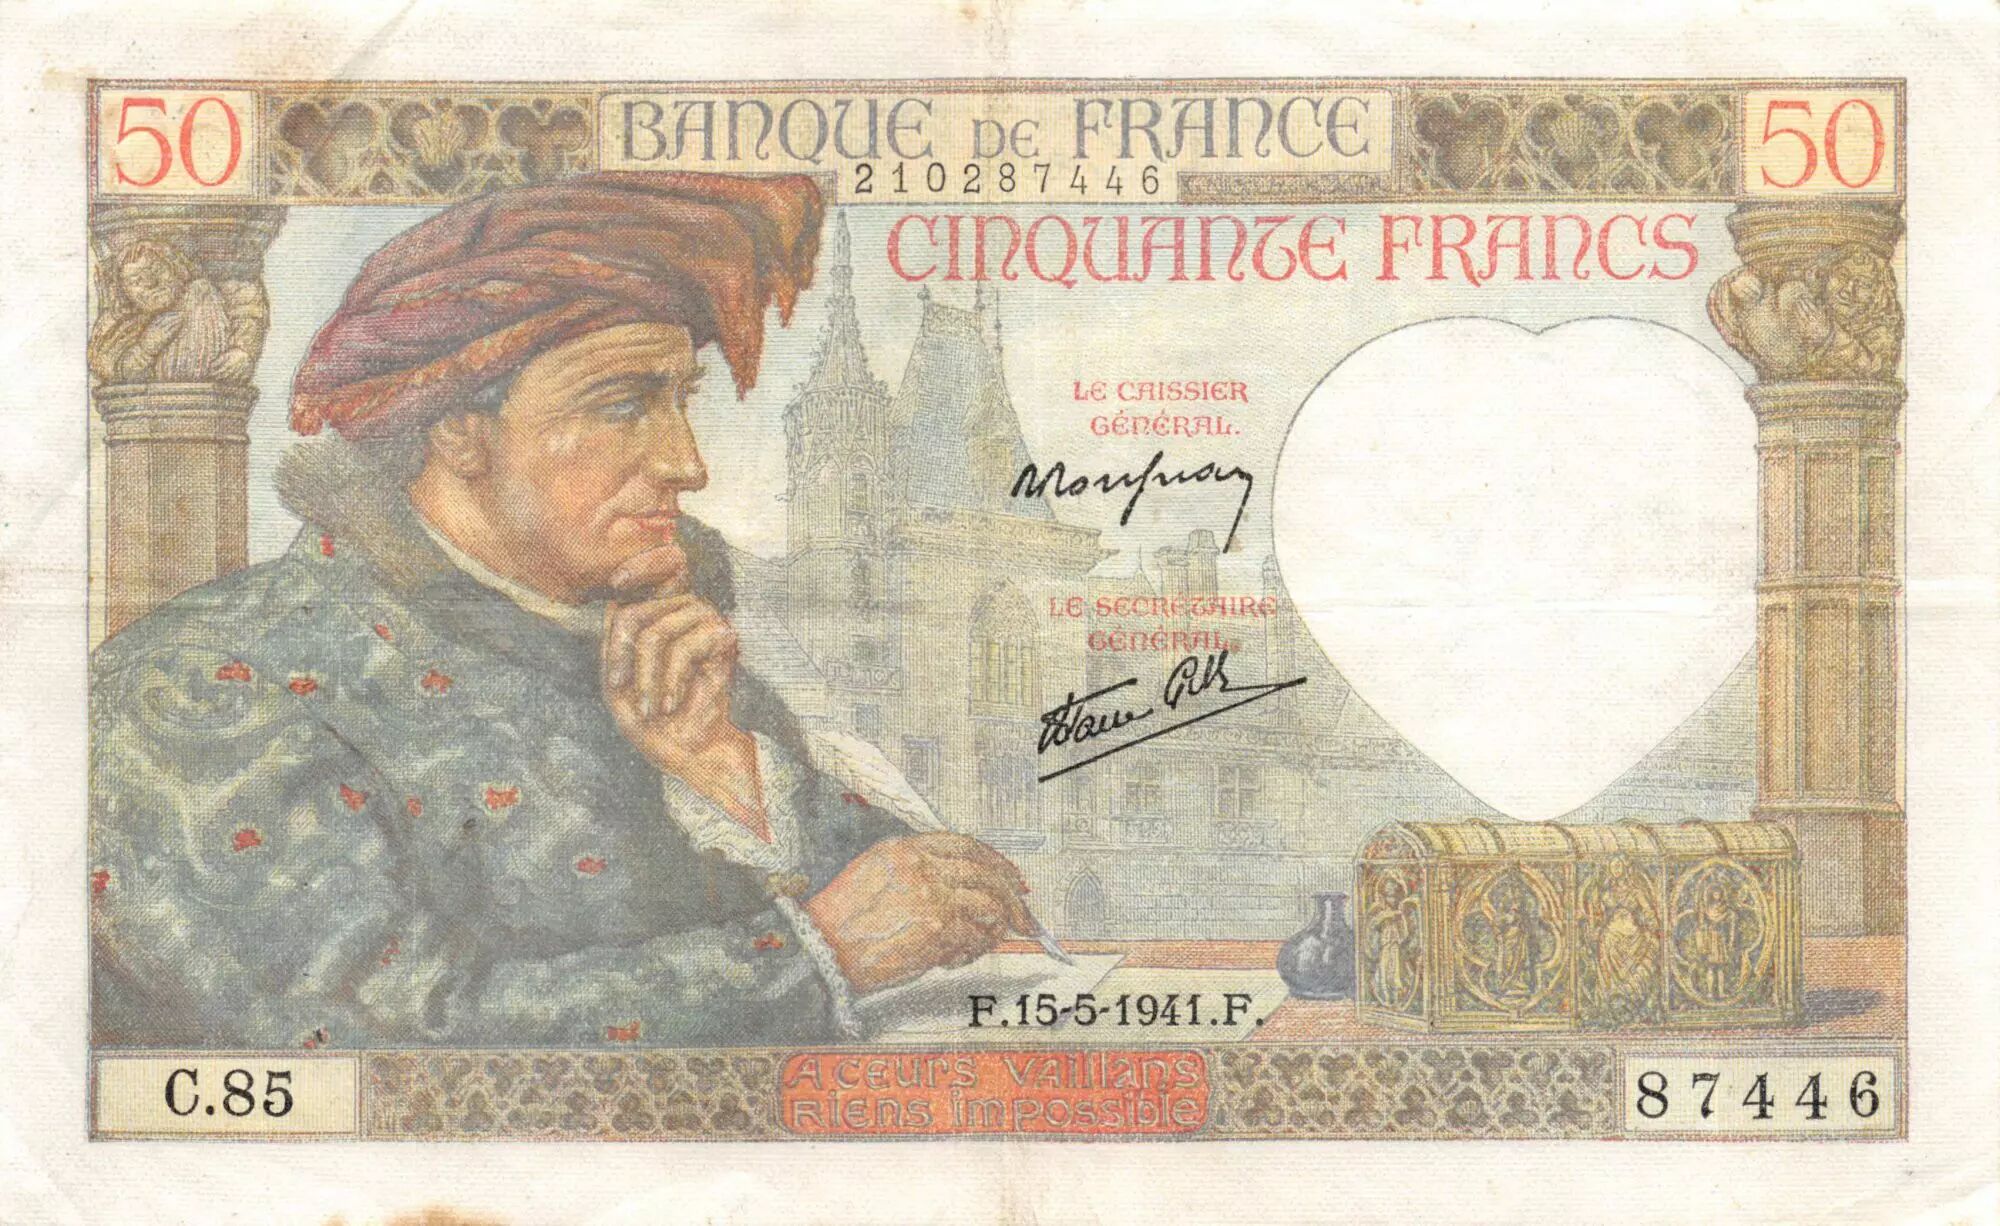 50
BANQUE DE FRANCE
50
210287446
CINQUANTE FRANCS
LE CAISSIER
GÉNÉRAL.
LE SECRÉTAIRE
GÉNÉRAL.
F.15-5-1941.F.
C.85
A CEURS VAILLANS
RIENS IMPOSSIBLE
87446